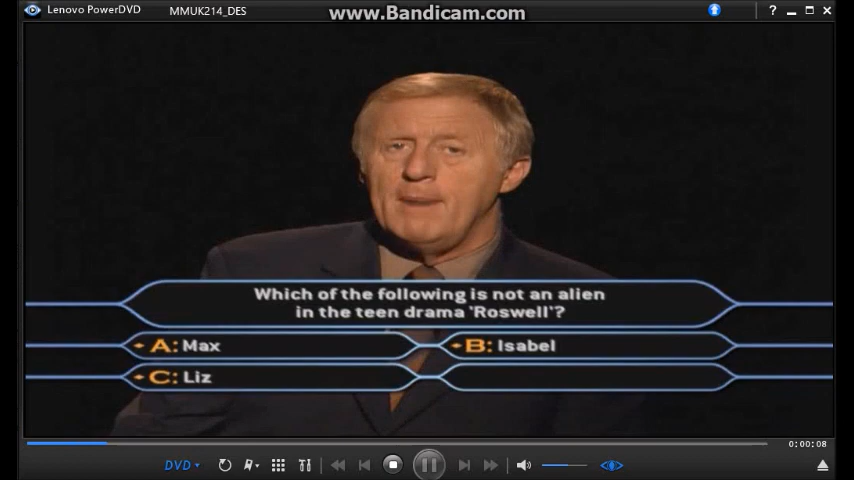 Lenovo PowerDVD
MMUK214_DES
www.Bandicam.com
?
Which of the following is not an alien
in the teen drama 'Roswell'?
A: Max
B: Isabel
C: Liz
0:00:08
DVD